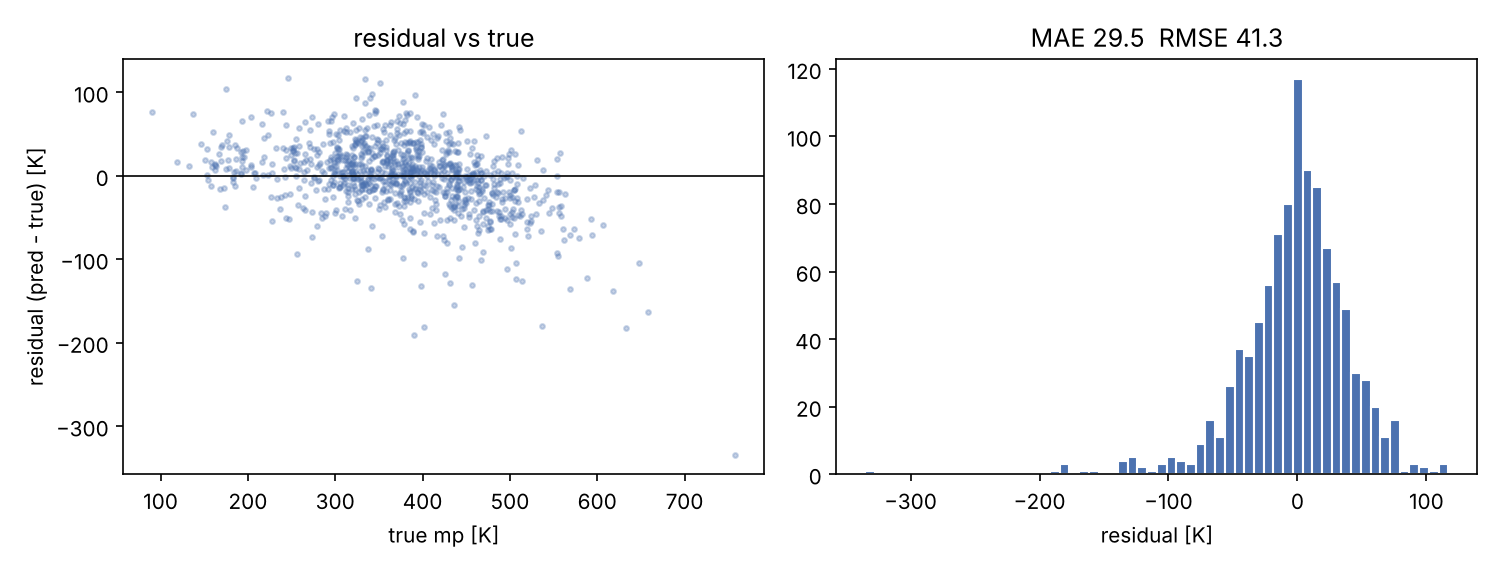 residual vs true
residual (pred - true) [K]
100
0
−100
−200
−300
100 200 300 400 500 600 700
true mp [K]
MAE 29.5 RMSE 41.3
120
100
80
60
40
20
0
−300 −200 −100 0 100
residual [K]